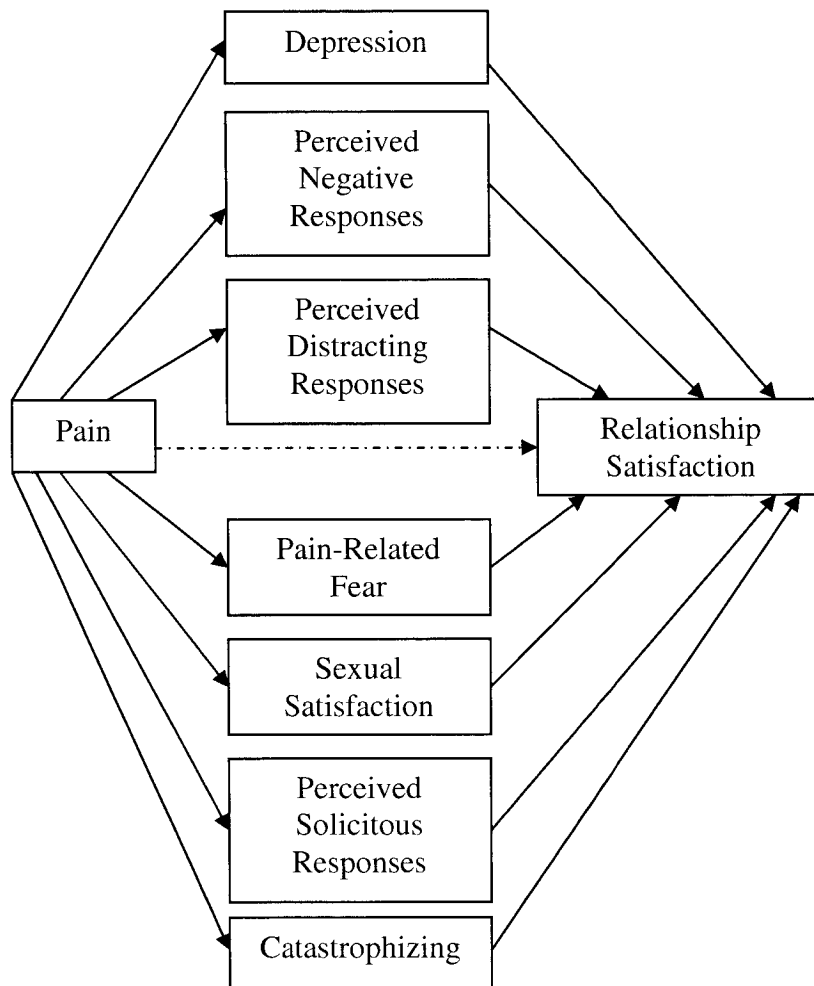 Depression
Perceived
Negative
Responses
Perceived
Distracting
Responses
Pain
Relationship
Satisfaction
Pain-Related
Fear
Sexual
Satisfaction
Perceived
Solicitous
Responses
Catastrophizing